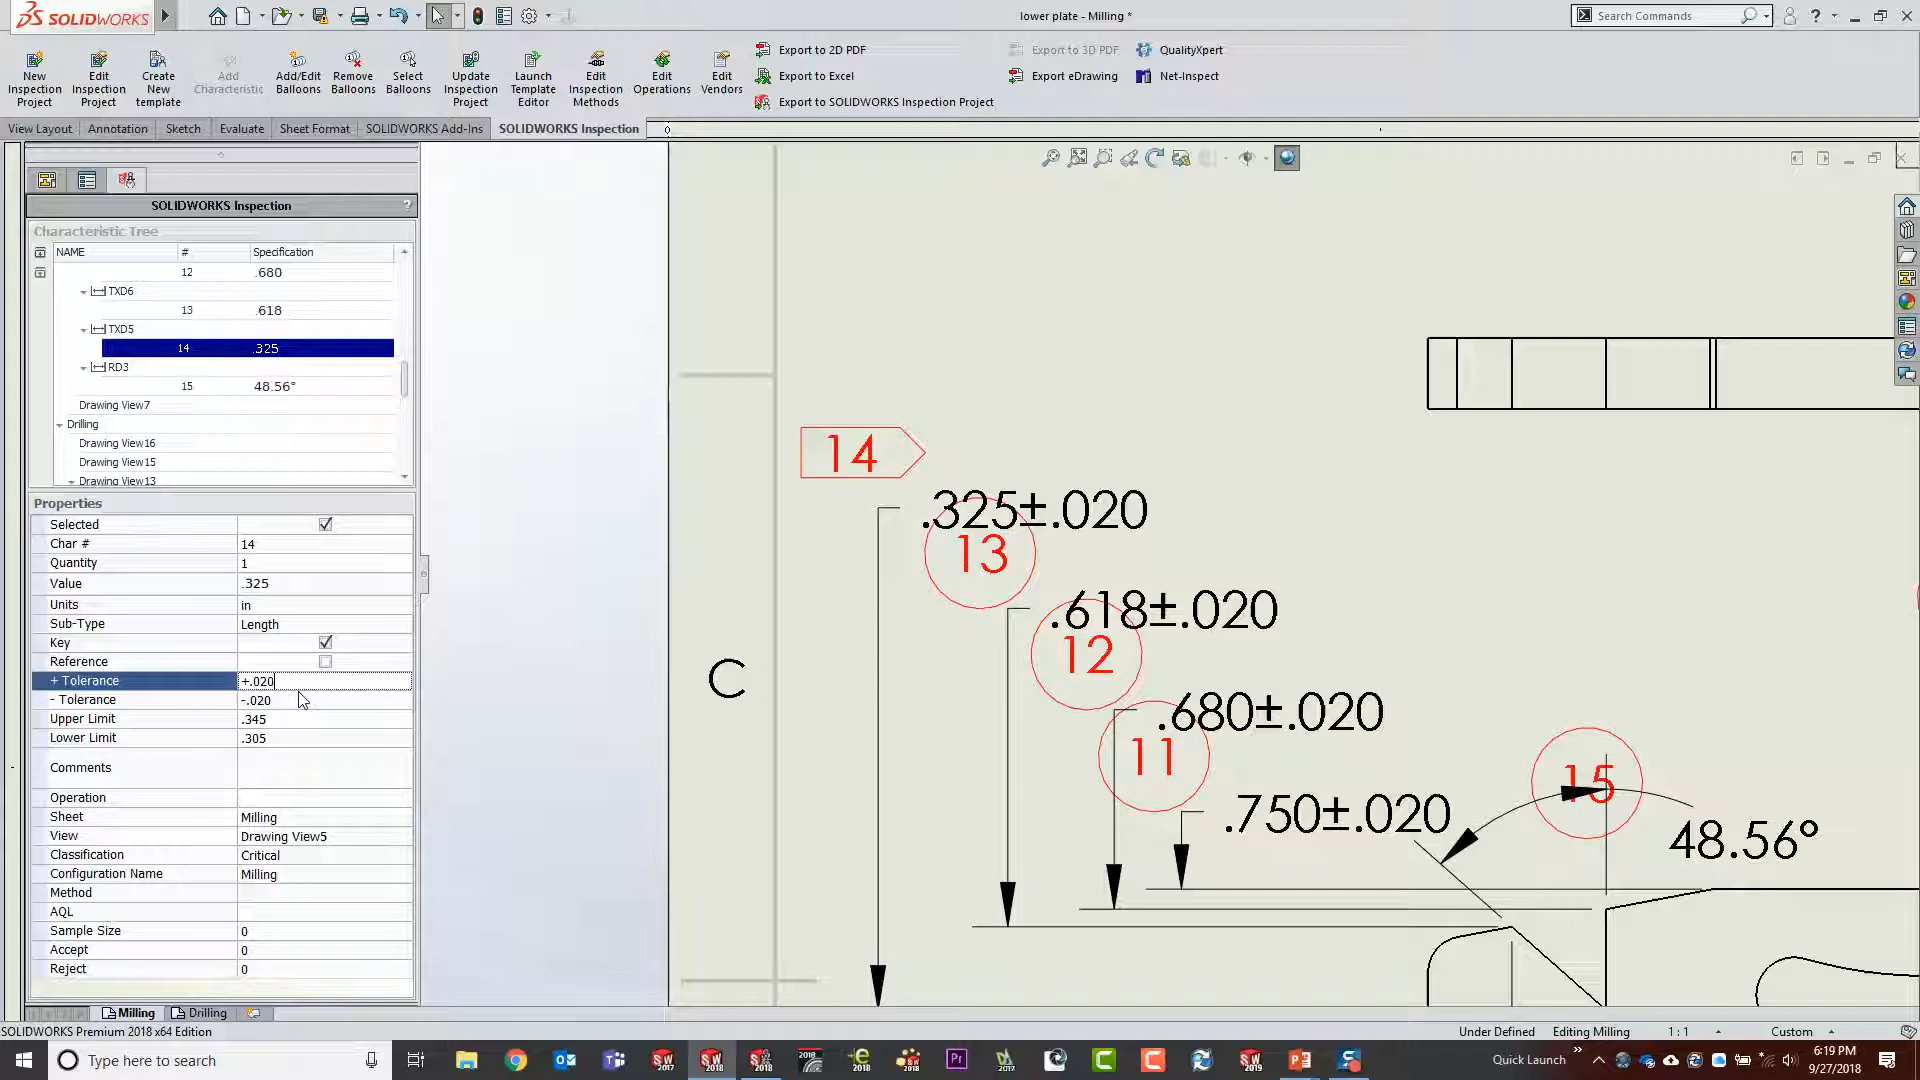 SOLIDWORKS
lower plate - Milling *
Search Commands
New Inspection Project
Edit Inspection Project
Create New template
Add Characteristic
Add/Edit Balloons
Remove Balloons
Select Balloons
Update Inspection Project
Launch Template Editor
Edit Inspection Methods
Edit Operations
Edit Vendors
Export to 2D PDF
Export to Excel
Export to SOLIDWORKS Inspection Project
Export to 3D PDF
Export eDrawing
QualityXpert
Net-Inspect
View Layout
Annotation
Sketch
Evaluate
Sheet Format
SOLIDWORKS Add-Ins
SOLIDWORKS Inspection
0
SOLIDWORKS Inspection
?
Characteristic Tree
NAME # Specification
12 .680
TXD6
13 .618
TXD5
14 .325
RD3
15 48.56°
Drawing View7
Drilling
Drawing View16
Drawing View15
Drawing View13
Properties
Selected
Char # 14
Quantity 1
Value .325
Units in
Sub-Type Length
Key
Reference
+ Tolerance +.020
- Tolerance -.020
Upper Limit .345
Lower Limit .305
Comments
Operation
Sheet Milling
View Drawing View5
Classification Critical
Configuration Name Milling
Method
AQL
Sample Size 0
Accept 0
Reject 0
14
.325±.020
13
.618±.020
12
C
.680±.020
11
15
.750±.020
48.56°
Milling
Drilling
SOLIDWORKS Premium 2018 x64 Edition
Under Defined
Editing Milling
1 : 1
Custom
Type here to search
Quick Launch
6:19 PM
9/27/2018